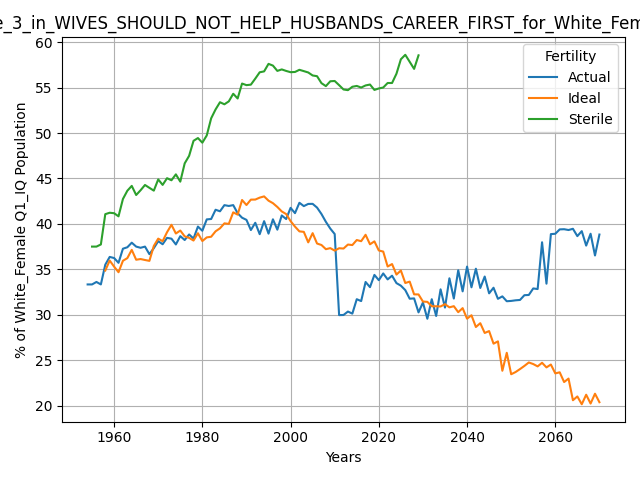 e_3_in_WIVES_SHOULD_NOT_HELP_HUSBANDS_CAREER_FIRST_for_White_Fem
Fertility
Actual
Ideal
Sterile
% of White_Female Q1_IQ Population
60
55
50
45
40
35
30
25
20
1960 1980 2000 2020 2040 2060
Years